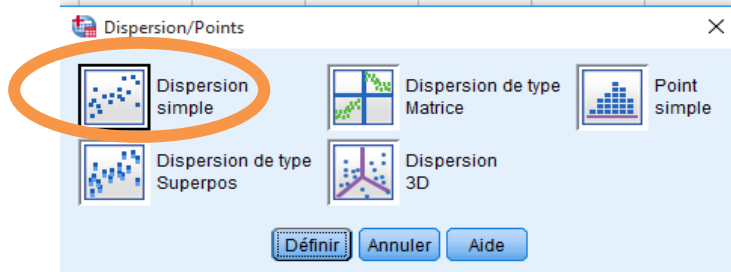 Dispersion/Points
Dispersion
simple
Dispersion de type
Matrice
Point
simple
Dispersion de type
Superpos
Dispersion
3D
Définir
Annuler
Aide